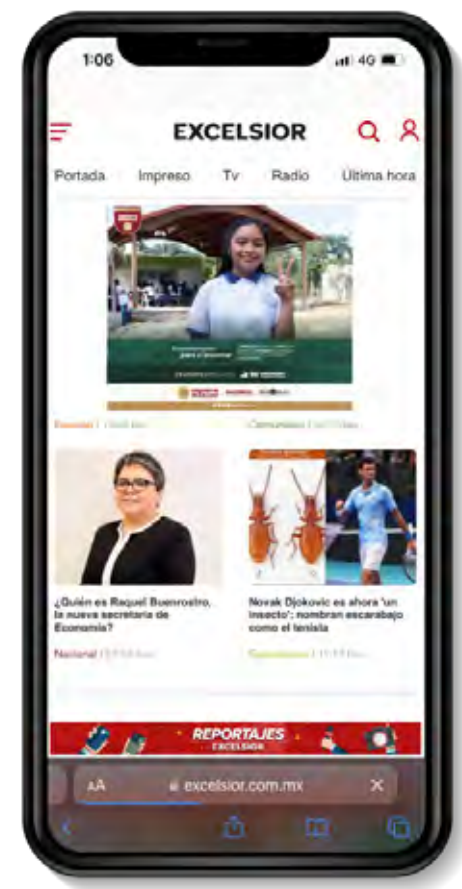 1:06
4G
EXCELSIOR
Portada Impreso Tv Radio Última hora
¿Quién es Raquel Buenrostro,
la nueva secretaria de
Economía?
Nacional
Novak Djokovic es ahora 'un
insecto'; nombran escarabajo
como el tenista
REPORTAJES
EXCELSIOR
AA excelsior.com.mx